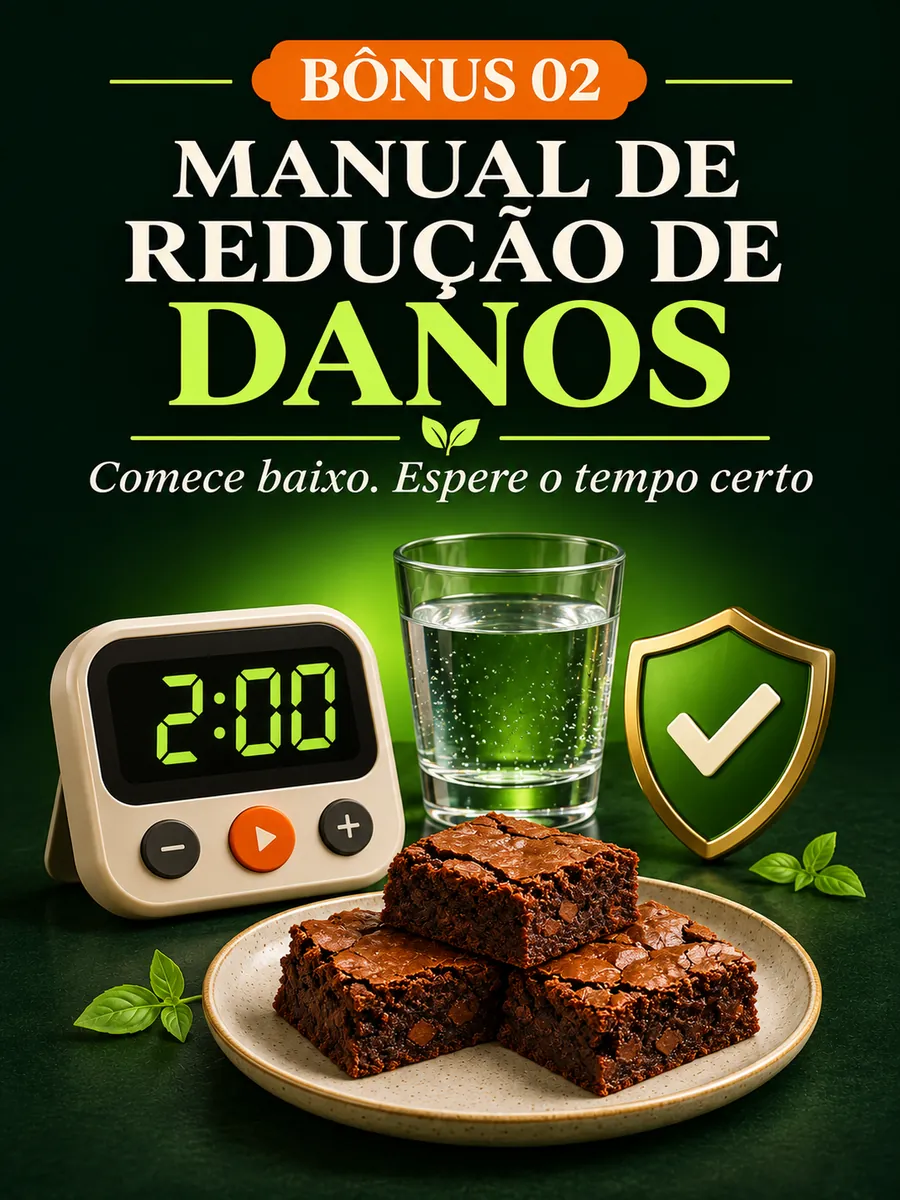 BÔNUS 02
MANUAL DE
REDUÇÃO DE
DANOS
Comece baixo. Espere o tempo certo
2:00
− +